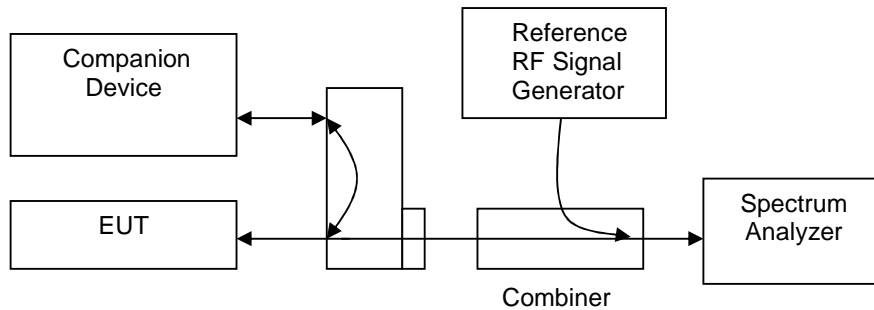 Companion
Device
Reference
RF Signal
Generator
EUT
Spectrum
Analyzer
Combiner